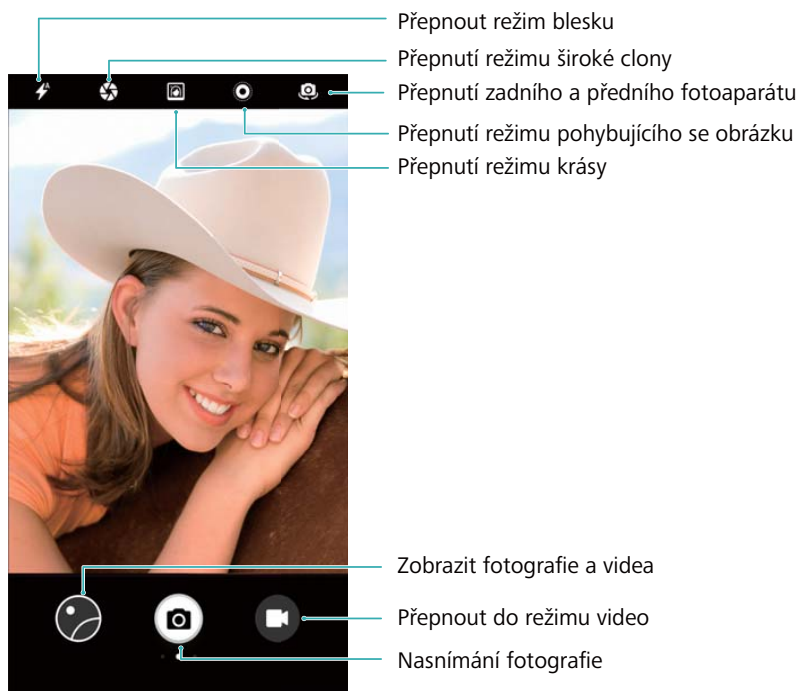 Přepnout režim blesku
Přepnutí režimu široké clony
Přepnutí zadního a předního fotoaparátu
Přepnutí režimu pohybujícího se obrázku
Přepnutí režimu krásy
Zobrazit fotografie a videa
Přepnout do režimu video
Nasnímání fotografie